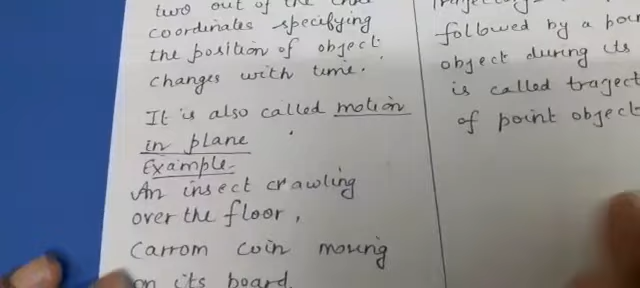 two out of the three
coordinates specifying
the position of object
changes with time.
It is also called motion
in plane
Example.
An insect crawling
over the floor,
Carrom coin moving
on its board.
followed by a
object during its
is called
of point object